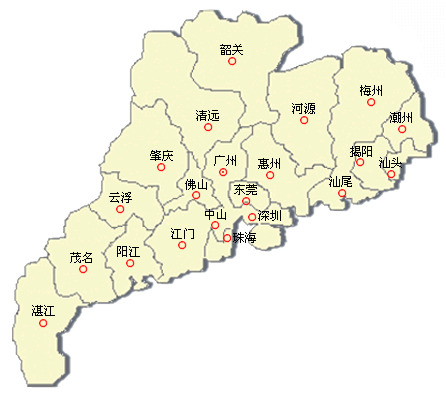 韶关
梅州
河源
清远
潮州
肇庆
广州
惠州
揭阳
汕头
佛山
东莞
汕尾
云浮
中山
深圳
江门
珠海
茂名
阳江
湛江